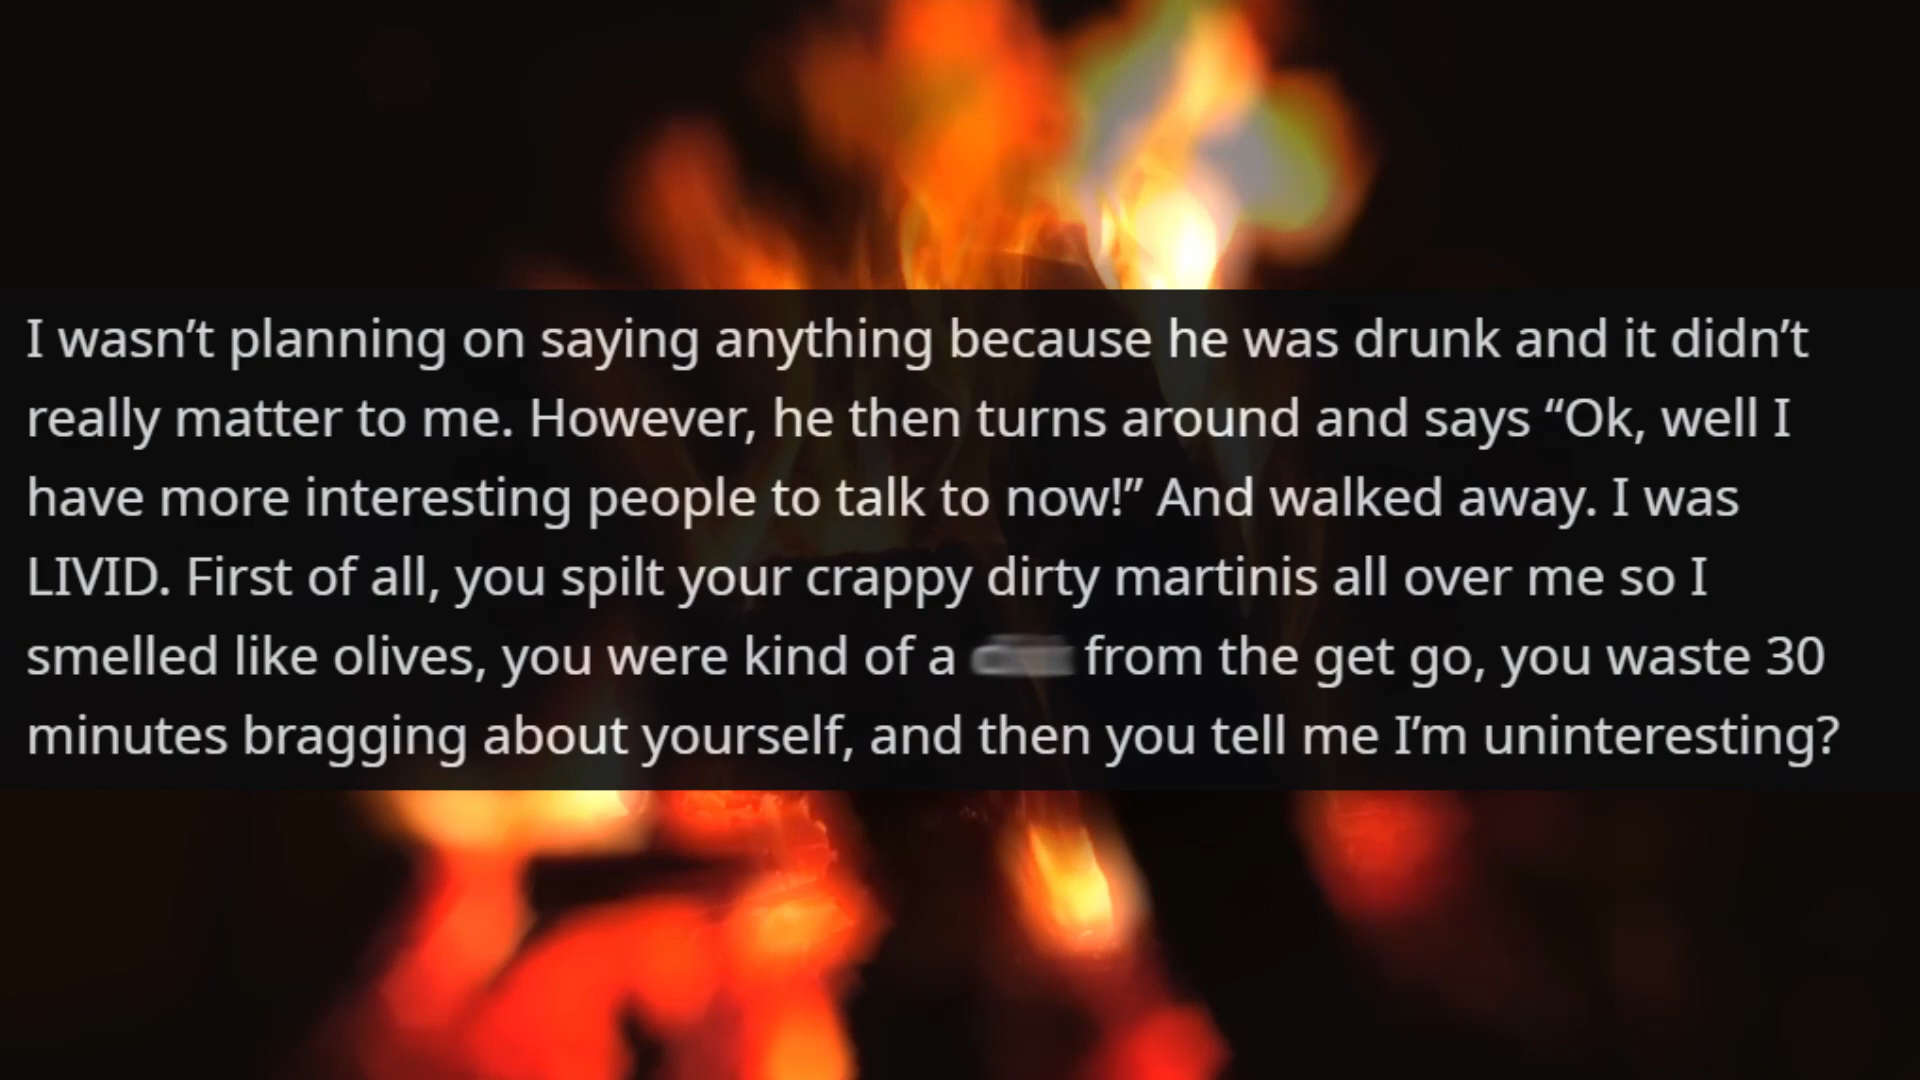 I wasn’t planning on saying anything because he was drunk and it didn’t
really matter to me. However, he then turns around and says “Ok, well I
have more interesting people to talk to now!” And walked away. I was
LIVID. First of all, you spilt your crappy dirty martinis all over me so I
smelled like olives, you were kind of a from the get go, you waste 30
minutes bragging about yourself, and then you tell me I’m uninteresting?